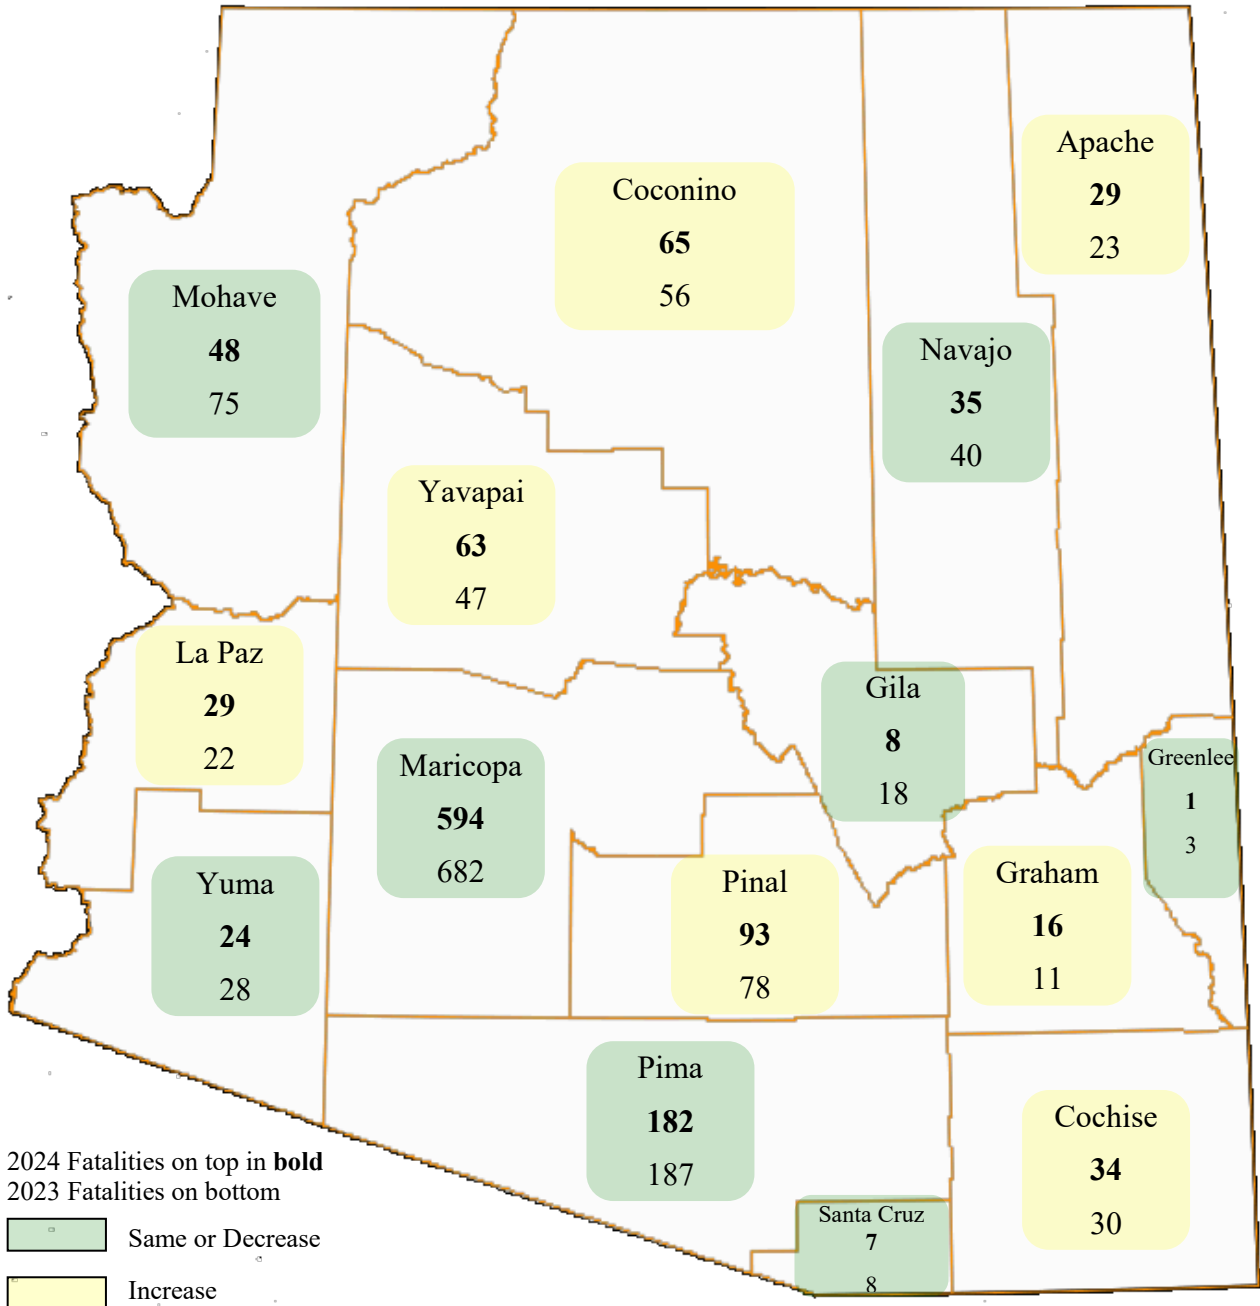 Apache
29
23
Coconino
65
56
Mohave
48
75
Navajo
35
40
Yavapai
63
47
La Paz
29
22
Gila
8
18
Greenlee
1
3
Maricopa
594
682
Yuma
24
28
Pinal
93
78
Graham
16
11
Pima
182
187
Cochise
34
30
Santa Cruz
7
8
2024 Fatalities on top in bold
2023 Fatalities on bottom
Same or Decrease
Increase